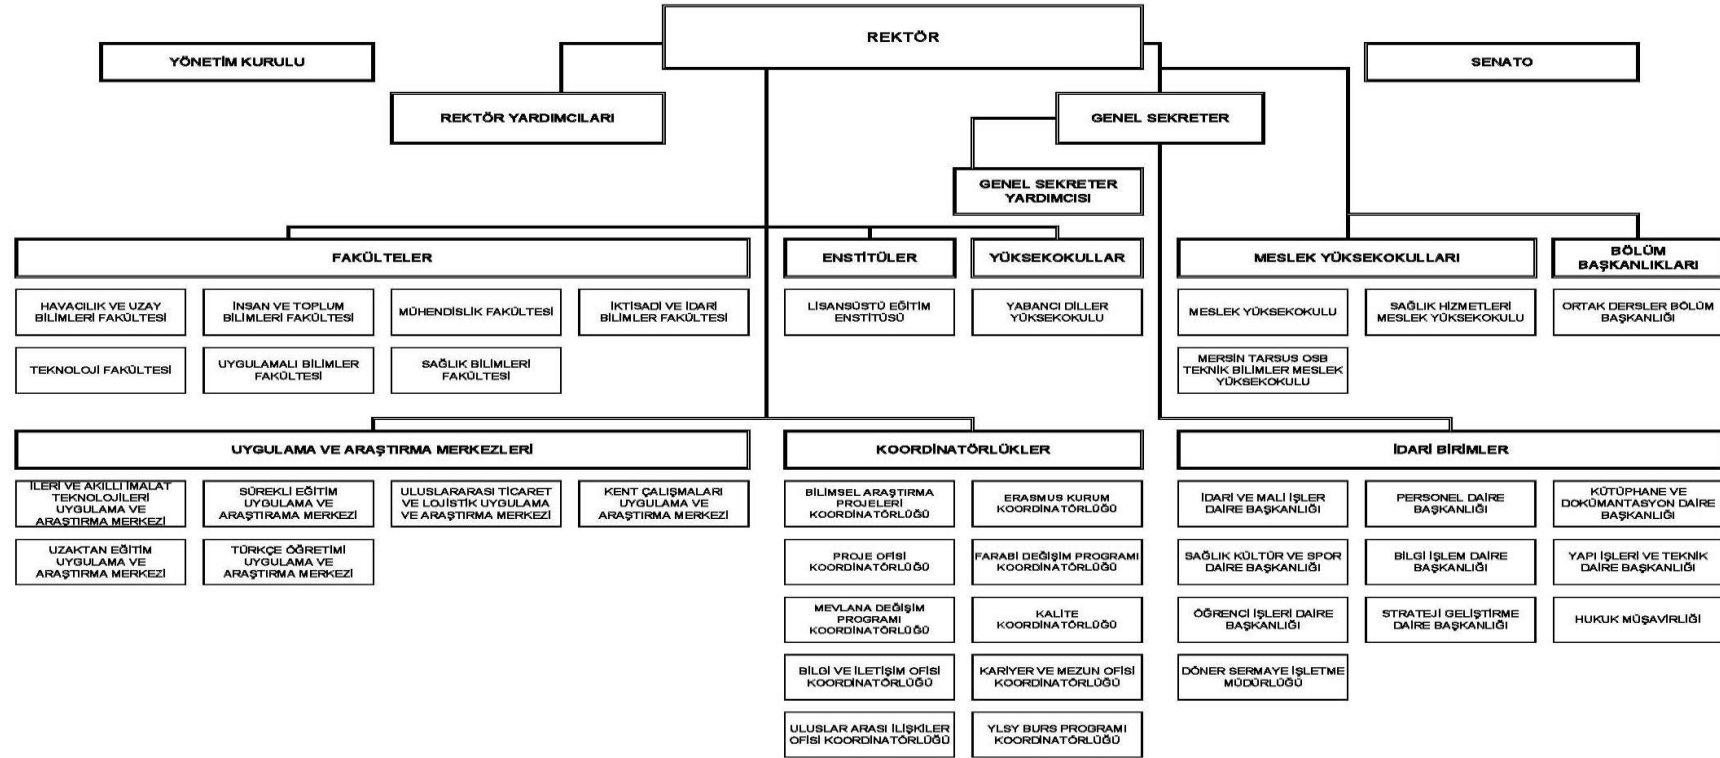 REKTÖR
YÖNETİM KURULU
SENATO
REKTÖR YARDIMCILARI
GENEL SEKRETER
GENEL SEKRETER
YARDIMCISI
FAKÜLTELER
ENSTİTÜLER
YÜKSEKOKULLAR
MESLEK YÜKSEKOKULLARI
BÖLÜM
BAŞKANLIKLARI
HAVACILIK VE UZAY
BİLİMLERİ FAKÜLTESİ
İNSAN VE TOPLUM
BİLİMLERİ FAKÜLTESİ
MÜHENDİSLİK FAKÜLTESİ
İKTİSADİ VE İDARİ
BİLİMLER FAKÜLTESİ
LİSANSÜSTÜ EĞİTİM
ENSTİTÜSÜ
YABANCI DİLLER
YÜKSEKOKULU
MESLEK YÜKSEKOKULU
SAĞLIK HİZMETLERİ
MESLEK YÜKSEKOKULU
ORTAK DERSLER BÖLÜM
BAŞKANLIĞI
TEKNOLOJİ FAKÜLTESİ
UYGULAMALI BİLİMLER
FAKÜLTESİ
SAĞLIK BİLİMLERİ
FAKÜLTESİ
MERSİN TARSUS OSB
TEKNİK BİLİMLER MESLEK
YÜKSEKOKULU
UYGULAMA VE ARAŞTIRMA MERKEZLERİ
KOORDİNATÖRLÜKLER
İDARİ BİRİMLER
İLERİ VE AKILLI İMALAT
TEKNOLOJİLERİ
UYGULAMA VE
ARAŞTIRMA MERKEZİ
SÜREKLİ EĞİTİM
UYGULAMA VE
ARAŞTIRAMA MERKEZİ
ULUSLARARASI TİCARET
VE LOJİSTİK UYGULAMA
VE ARAŞTIRMA MERKEZİ
KENT ÇALIŞMALARI
UYGULAMA VE
ARAŞTIRMA MERKEZİ
BİLİMSEL ARAŞTIRMA
PROJELERİ
KOORDİNATÖRLÜĞÜ
ERASMUS KURUM
KOORDİNATÖRLÜĞÜ
İDARİ VE MALİ İŞLER
DAİRE BAŞKANLIĞI
PERSONEL DAİRE
BAŞKANLIĞI
KÜTÜPHANE VE
DOKÜMANTASYON DAİRE
BAŞKANLIĞI
UZAKTAN EĞİTİM
UYGULAMA VE
ARAŞTIRMA MERKEZİ
TÜRKÇE ÖĞRETİMİ
UYGULAMA VE
ARAŞTIRMA MERKEZİ
PROJE OFİSİ
KOORDİNATÖRLÜĞÜ
FARABİ DEĞİŞİM PROGRAMI
KOORDİNATÖRLÜĞÜ
SAĞLIK KÜLTÜR VE SPOR
DAİRE BAŞKANLIĞI
BİLGİ İŞLEM DAİRE
BAŞKANLIĞI
YAPI İŞLERİ VE TEKNİK
DAİRE BAŞKANLIĞI
MEVLANA DEĞİŞİM
PROGRAMI
KOORDİNATÖRLÜĞÜ
KALİTE
KOORDİNATÖRLÜĞÜ
ÖĞRENCİ İŞLERİ DAİRE
BAŞKANLIĞI
STRATEJİ GELİŞTİRME
DAİRE BAŞKANLIĞI
HUKUK MÜŞAVİRLİĞİ
BİLGİ VE İLETİŞİM OFİSİ
KOORDİNATÖRLÜĞÜ
KARİYER VE MEZUN OFİSİ
KOORDİNATÖRLÜĞÜ
DÖNER SERMAYE İŞLETME
MÜDÜRLÜĞÜ
ULUSLAR ARASI İLİŞKİLER
OFİSİ KOORDİNATÖRLÜĞÜ
YLSY BURS PROGRAMI
KOORDİNATÖRLÜĞÜ